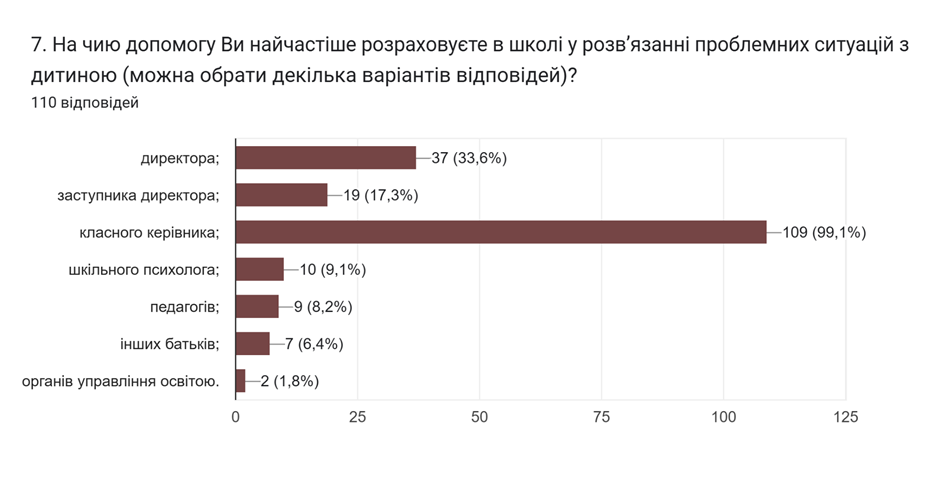 7. На чию допомогу Ви найчастіше розраховуєте в школі у розв’язанні проблемних ситуацій з
дитиною (можна обрати декілька варіантів відповідей)?
110 відповідей
директора;
37 (33,6%)
заступника директора;
19 (17,3%)
класного керівника;
109 (99,1%)
шкільного психолога;
10 (9,1%)
педагогів;
9 (8,2%)
інших батьків;
7 (6,4%)
органів управління освітою.
2 (1,8%)
0 25 50 75 100 125